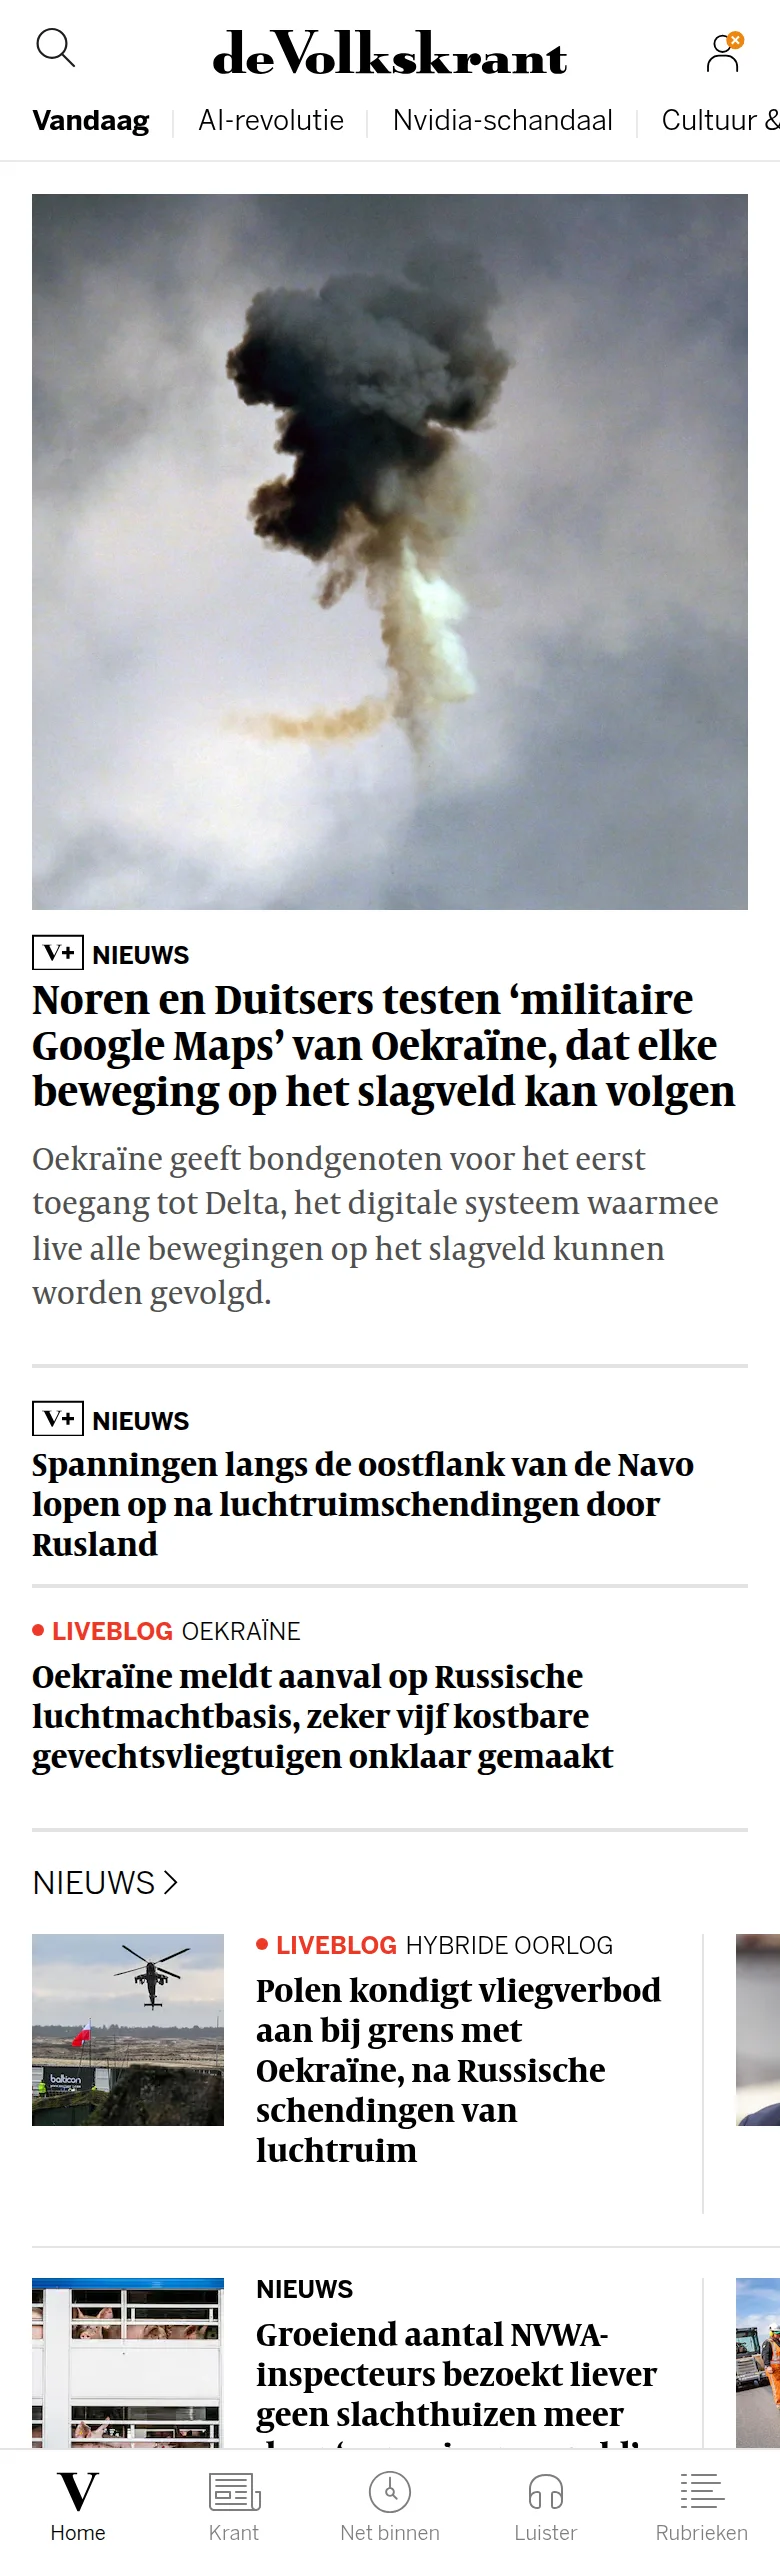 deVolkskrant
Vandaag
AI-revolutie
Nvidia-schandaal
Cultuur &
V+ NIEUWS
Noren en Duitsers testen ‘militaire
Google Maps’ van Oekraïne, dat elke
beweging op het slagveld kan volgen
Oekraïne geeft bondgenoten voor het eerst
toegang tot Delta, het digitale systeem waarmee
live alle bewegingen op het slagveld kunnen
worden gevolgd.
V+ NIEUWS
Spanningen langs de oostflank van de Navo
lopen op na luchtruimschendingen door
Rusland
LIVEBLOG OEKRAÏNE
Oekraïne meldt aanval op Russische
luchtmachtbasis, zeker vijf kostbare
gevechtsvliegtuigen onklaar gemaakt
NIEUWS
balticon
LIVEBLOG HYBRIDE OORLOG
Polen kondigt vliegverbod
aan bij grens met
Oekraïne, na Russische
schendingen van
luchtruim
NIEUWS
Groeiend aantal NVWA-
inspecteurs bezoekt liever
geen slachthuizen meer
V
Home
Krant
Net binnen
Luister
Rubrieken